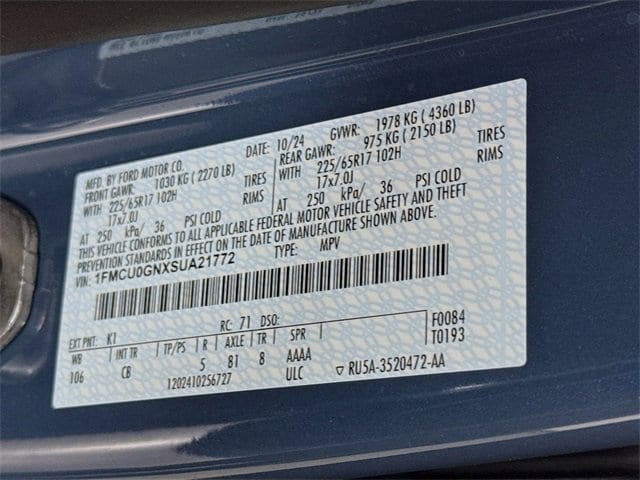 MFD. BY FORD MOTOR CO. DATE: 10/24 GVWR: 1978 KG ( 4360 LB)
FRONT GAWR: 1030 KG ( 2270 LB) REAR GAWR: 975 KG ( 2150 LB)
WITH 225/65R17 102H TIRES WITH 225/65R17 102H TIRES
17x7.0J RIMS 17x7.0J RIMS
AT 250 kPa/ 36 PSI COLD AT 250 kPa/ 36 PSI COLD
THIS VEHICLE CONFORMS TO ALL APPLICABLE FEDERAL MOTOR VEHICLE SAFETY AND THEFT
PREVENTION STANDARDS IN EFFECT ON THE DATE OF MANUFACTURE SHOWN ABOVE.
VIN: 1FMCU0GNXSUA21772 TYPE: MPV
EXT PNT: K1 RC: 71 DSO: F0084
WB INT TR TP/PS R AXLE TR SPR T0193
106 CB 5 81 8 AAAA
1202410256727 ULC ▽ RU5A-3520472-AA